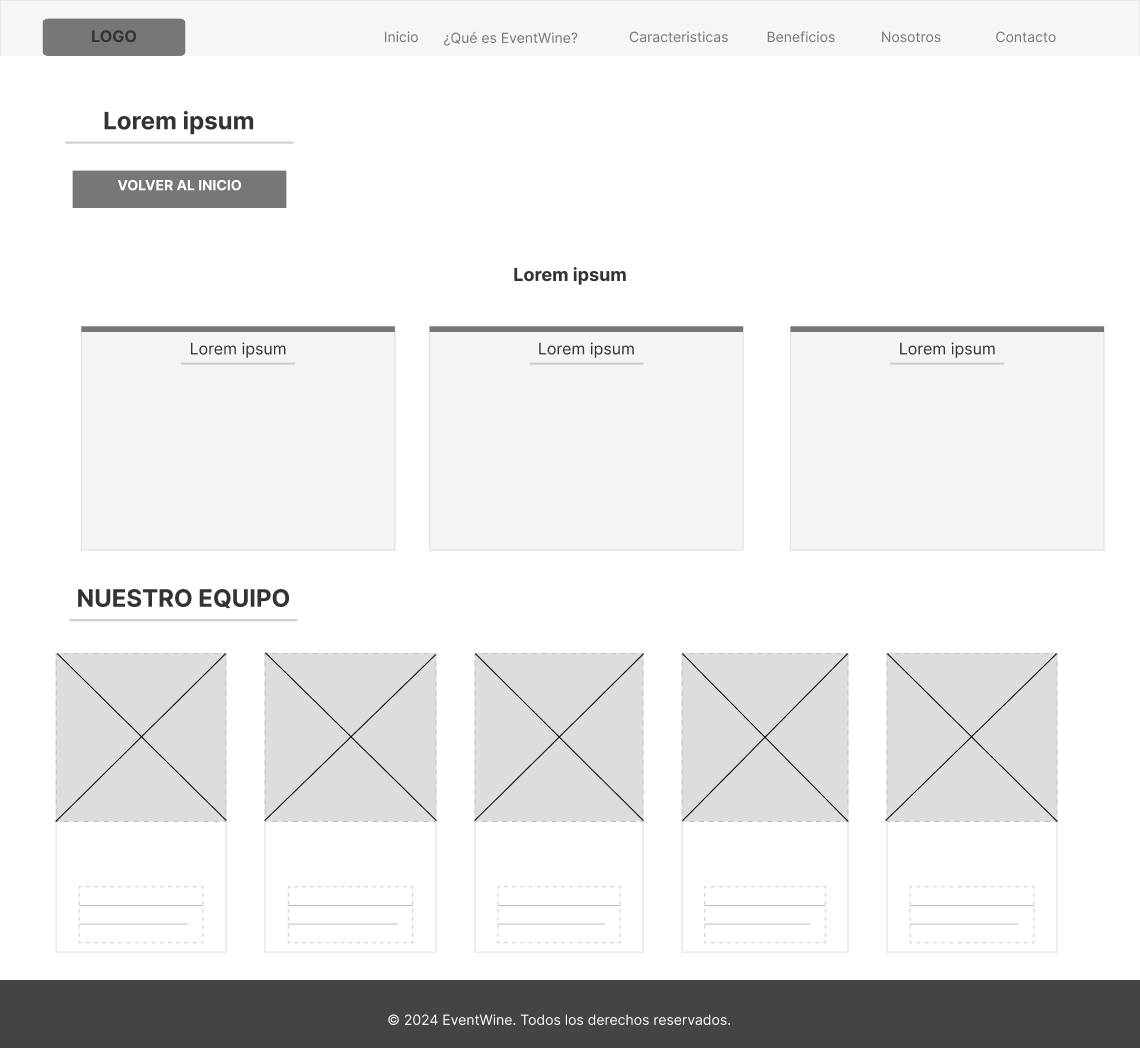 LOGO
Inicio
¿Qué es EventWine?
Caracteristicas
Beneficios
Nosotros
Contacto
Lorem ipsum
VOLVER AL INICIO
Lorem ipsum
Lorem ipsum
Lorem ipsum
Lorem ipsum
NUESTRO EQUIPO
© 2024 EventWine. Todos los derechos reservados.